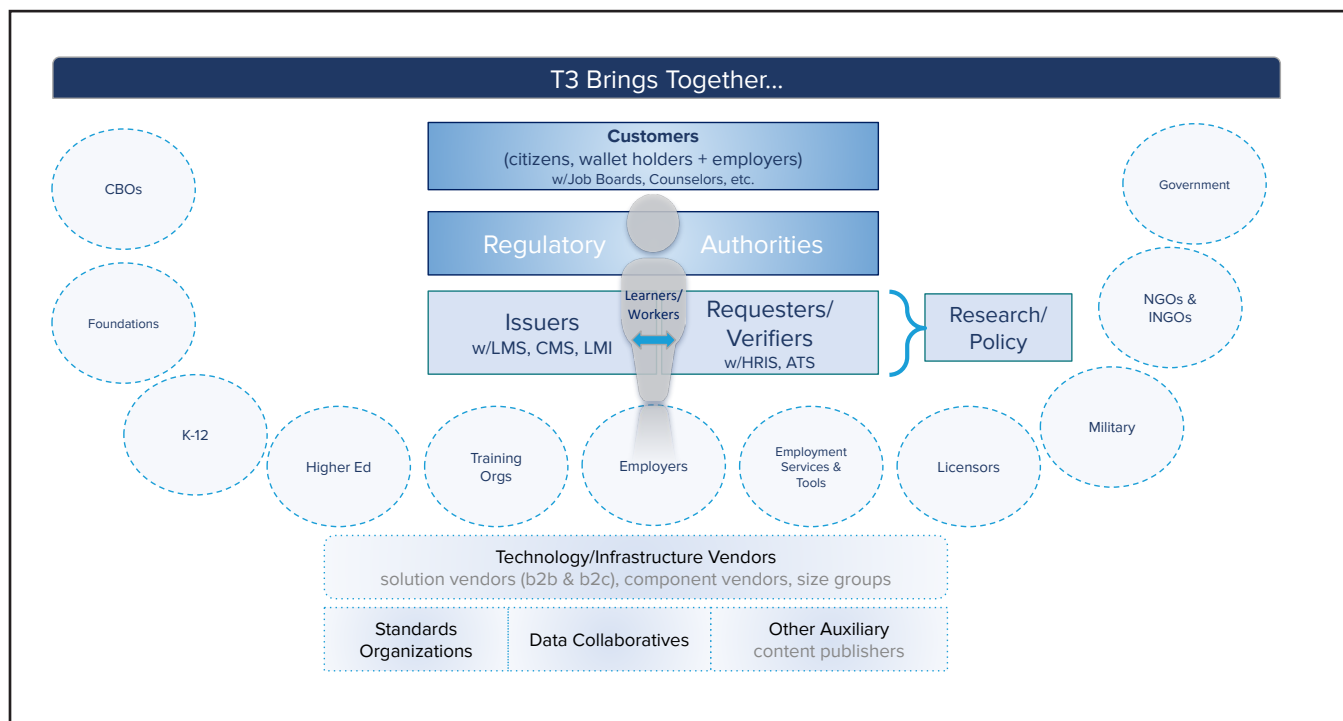 T3 Brings Together...
Customers
(citizens, wallet holders + employers)
w/Job Boards, Counselors, etc.
Regulatory Authorities
Learners/
Workers
Issuers
w/LMS, CMS, LMI
Requesters/
Verifiers
w/HRIS, ATS
Research/
Policy
CBOs
Foundations
K-12
Higher Ed
Training
Orgs
Employers
Employment
Services &
Tools
Licensors
Military
NGOs &
INGOs
Government
Technology/Infrastructure Vendors
solution vendors (b2b & b2c), component vendors, size groups
Standards
Organizations
Data Collaboratives
Other Auxiliary
content publishers